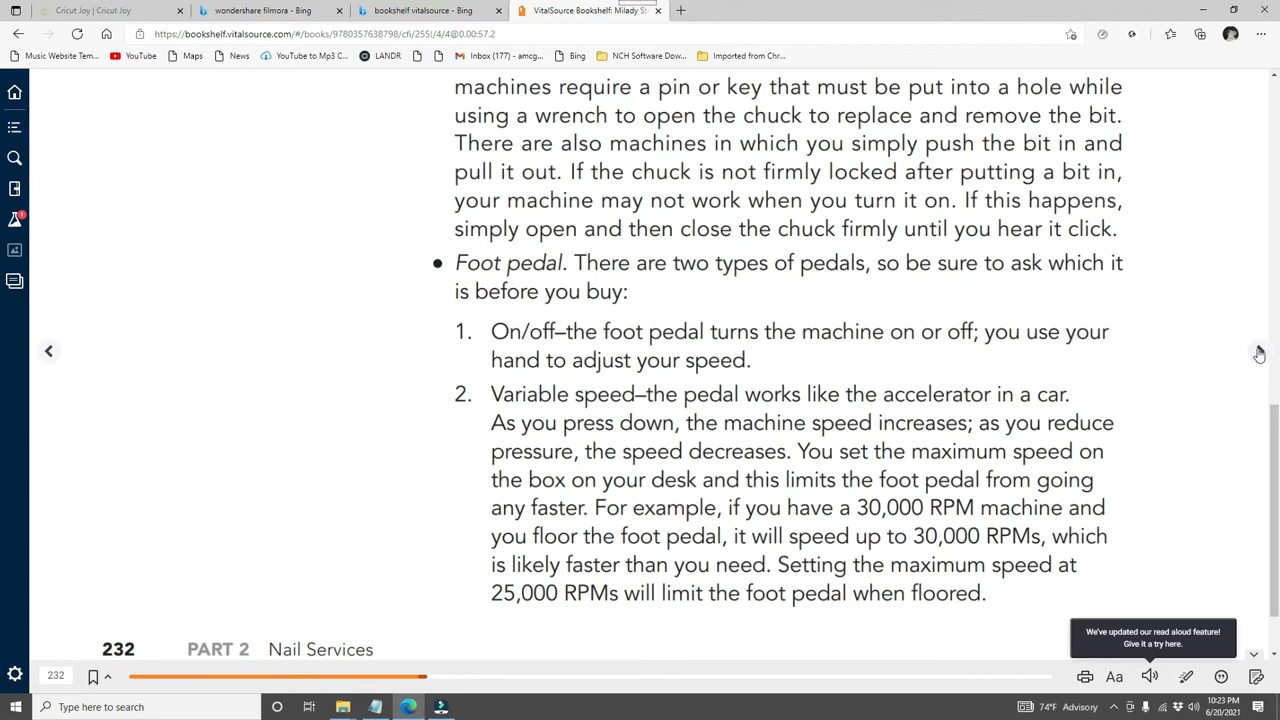 Cricut Joy | Cricut Joy
wondershare filmora - Bing
bookshelf vitalsource - Bing
VitalSource Bookshelf: Milady St
https://bookshelf.vitalsource.com/#/books/9780357638798/cfi/255!/4/4@0.00:57.2
Music Website Tem...
YouTube
Maps
News
YouTube to Mp3 C...
LANDR
Inbox (177) - amcg...
Bing
NCH Software Dow...
Imported from Chr...
machines require a pin or key that must be put into a hole while
using a wrench to open the chuck to replace and remove the bit.
There are also machines in which you simply push the bit in and
pull it out. If the chuck is not firmly locked after putting a bit in,
your machine may not work when you turn it on. If this happens,
simply open and then close the chuck firmly until you hear it click.
• Foot pedal. There are two types of pedals, so be sure to ask which it
is before you buy:
1. On/off–the foot pedal turns the machine on or off; you use your
hand to adjust your speed.
2. Variable speed–the pedal works like the accelerator in a car.
As you press down, the machine speed increases; as you reduce
pressure, the speed decreases. You set the maximum speed on
the box on your desk and this limits the foot pedal from going
any faster. For example, if you have a 30,000 RPM machine and
you floor the foot pedal, it will speed up to 30,000 RPMs, which
is likely faster than you need. Setting the maximum speed at
25,000 RPMs will limit the foot pedal when floored.
We've updated our read aloud feature!
Give it a try here.
232 PART 2 Nail Services
232
Aa
Type here to search
74°F Advisory
10:23 PM
6/20/2021
1